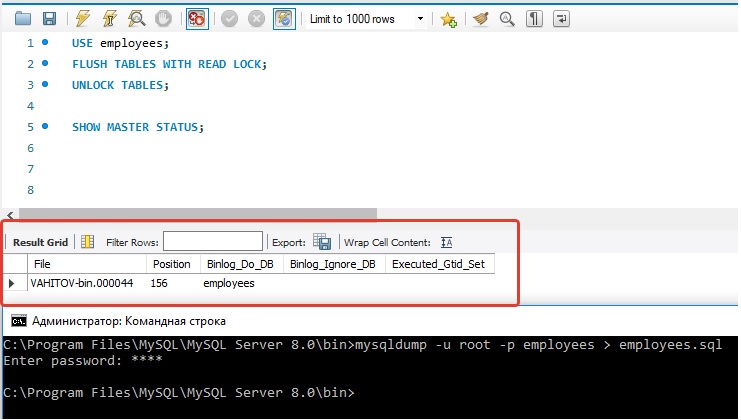 Limit to 1000 rows
1 USE employees;
2 FLUSH TABLES WITH READ LOCK;
3 UNLOCK TABLES;
4
5 SHOW MASTER STATUS;
6
7
8
Result Grid Filter Rows: Export: Wrap Cell Content: IA
File Position Binlog_Do_DB Binlog_Ignore_DB Executed_Gtid_Set
VAHITOV-bin.000044 156 employees
C:\. Администратор: Командная строка
C:\Program Files\MySQL\MySQL Server 8.0\bin>mysqldump -u root -p employees > employees.sql
Enter password: ****
C:\Program Files\MySQL\MySQL Server 8.0\bin>